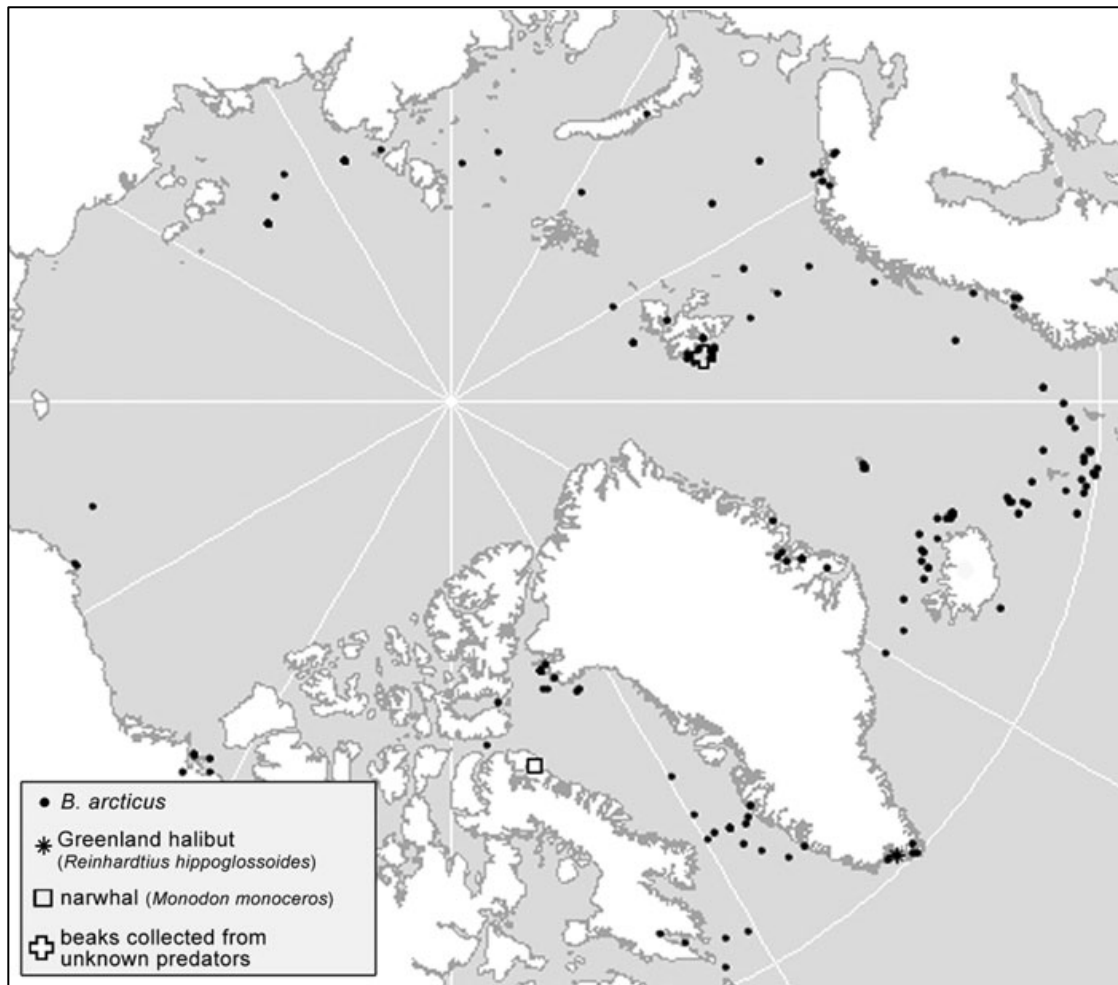 B. arcticus
Greenland halibut
(Reinhardtius hippoglossoides)
narwhal (Monodon monoceros)
beaks collected from
unknown predators